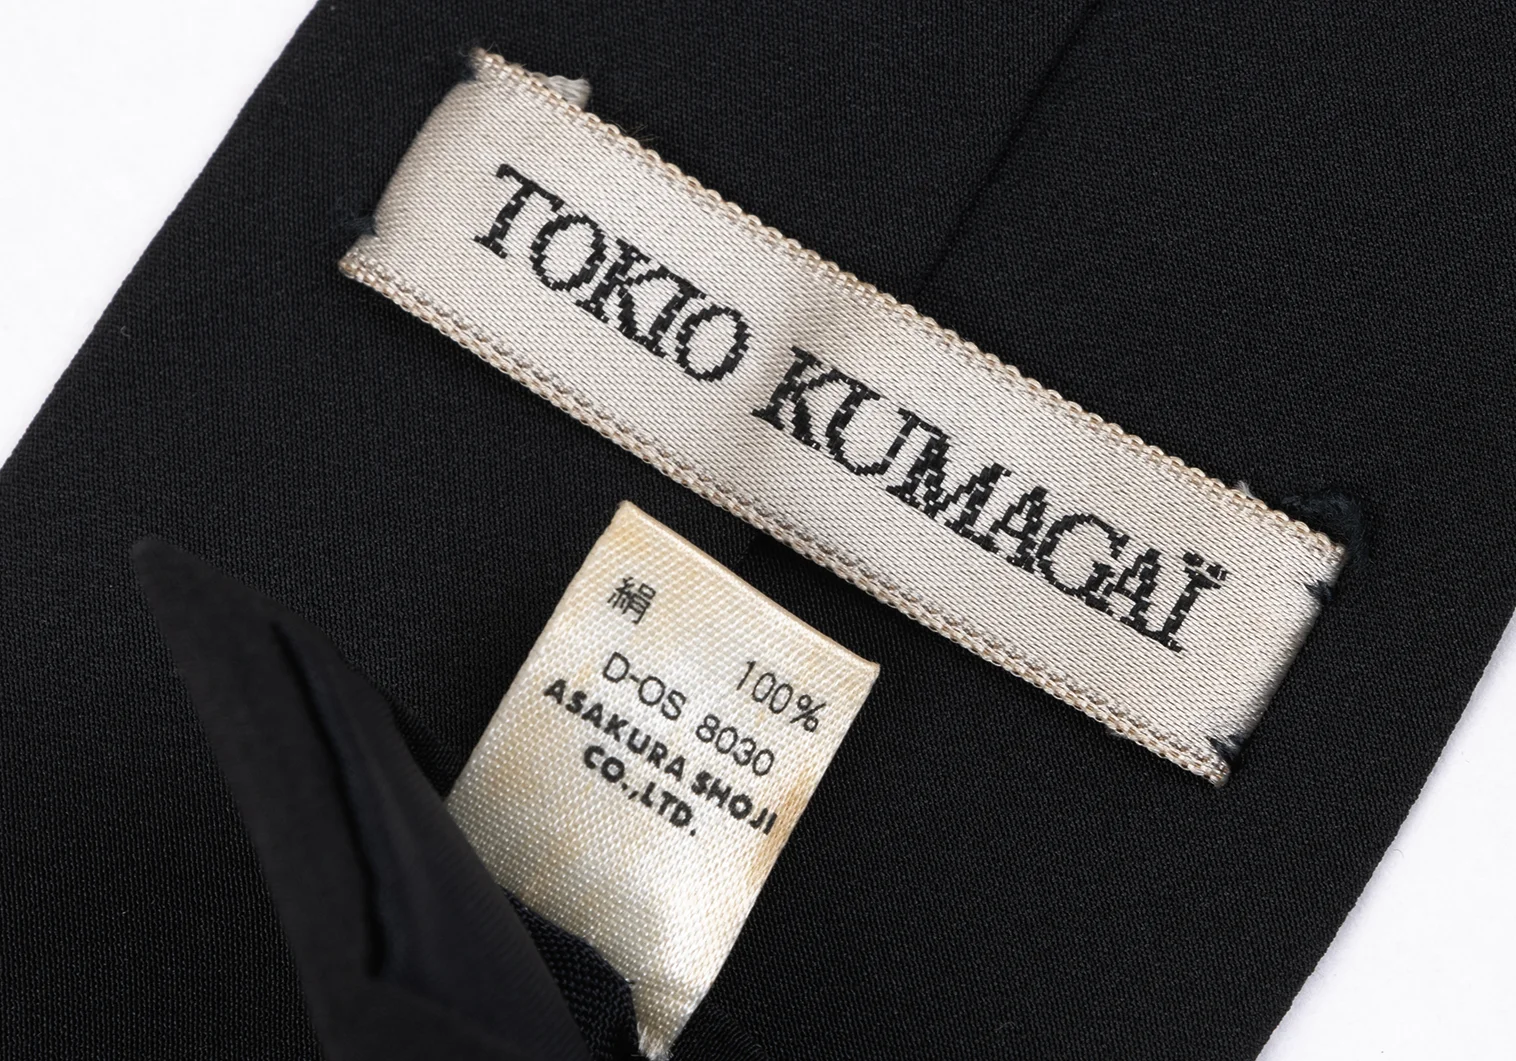 TOKIO KUMAGAÏ
絹 100%
D-OS 8030
ASAKURA SHOJI
CO.,LTD.